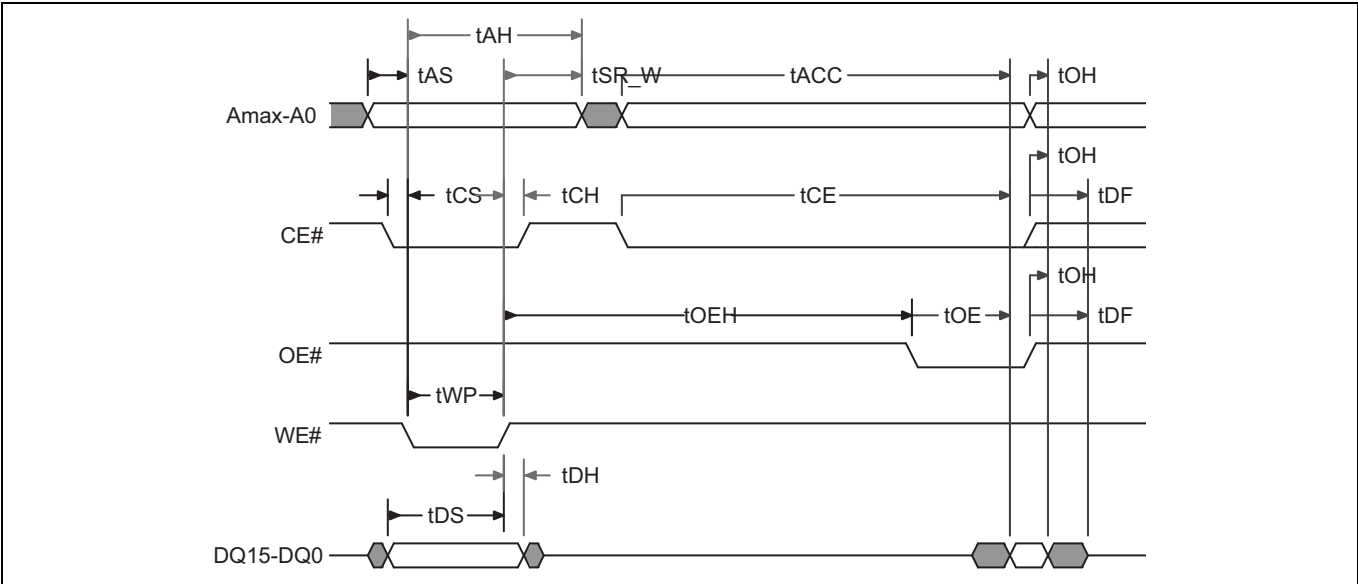 tAH
tAS tSR_W tACC tOH
Amax-A0
tOH
tCS tCH tCE tDF
CE#
tOH
tOEH tOE tDF
OE#
tWP
WE#
tDH
tDS
DQ15-DQ0